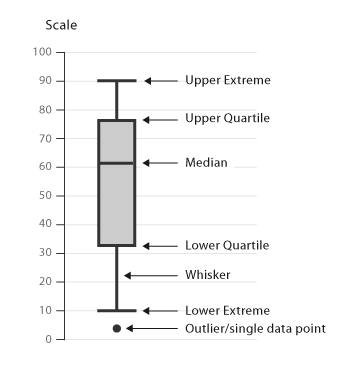 Scale
100
90
Upper Extreme
80
Upper Quartile
70
60
Median
50
40
30
Lower Quartile
20
Whisker
10
Lower Extreme
Outlier/single data point
0